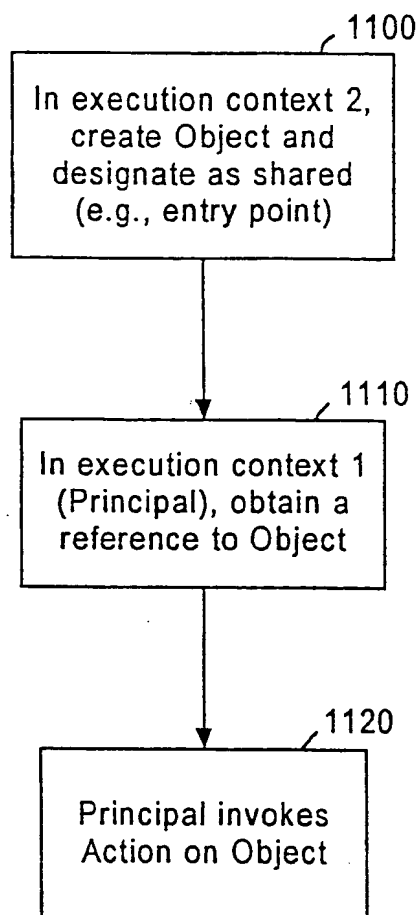 1100
In execution context 2,
create Object and
designate as shared
(e.g., entry point)
1110
In execution context 1
(Principal), obtain a
reference to Object
1120
Principal invokes
Action on Object